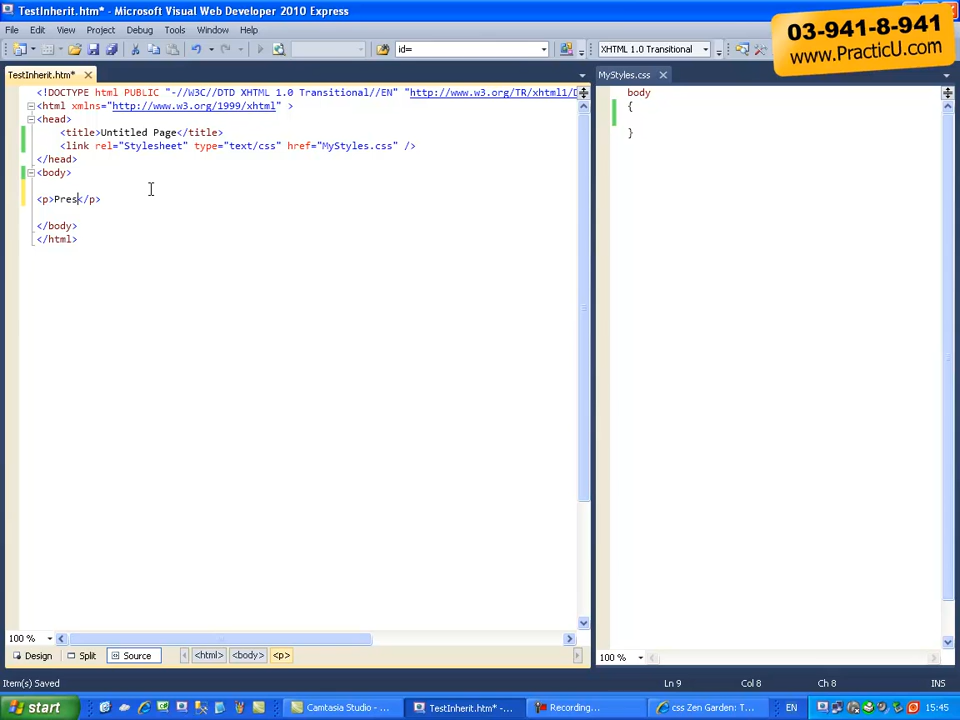 TestInherit.htm* - Microsoft Visual Web Developer 2010 Express
03-941-8-941
www.PracticU.com
File Edit View Project Debug Tools Window Help
id=
XHTML 1.0 Transitional
TestInherit.htm*
MyStyles.css
<!DOCTYPE html PUBLIC "-//W3C//DTD XHTML 1.0 Transitional//EN" "http://www.w3.org/TR/xhtml1/D
<html xmlns="http://www.w3.org/1999/xhtml" >
<head>
<title>Untitled Page</title>
<link rel="Stylesheet" type="text/css" href="MyStyles.css" />
</head>
<body>
<p>Pres</p>
</body>
</html>
body
{
}
100 %
Design Split Source <html> <body> <p>
100 %
Item(s) Saved Ln 9 Col 8 Ch 8 INS
start Camtasia Studio - ... TestInherit.htm* -... Recording... css Zen Garden: T... EN 15:45